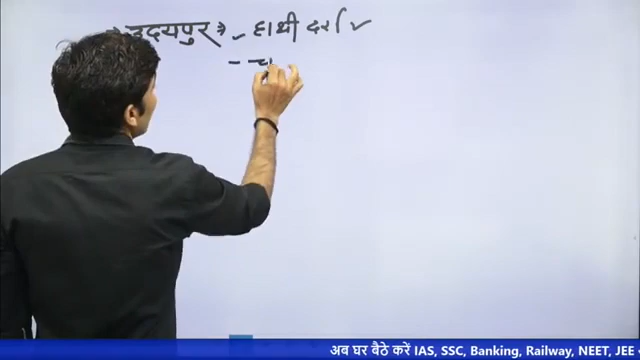 उदयपुर → - हाथी दर्रा
- च
अब घर बैठे करें IAS, SSC, Banking, Railway, NEET, JEE